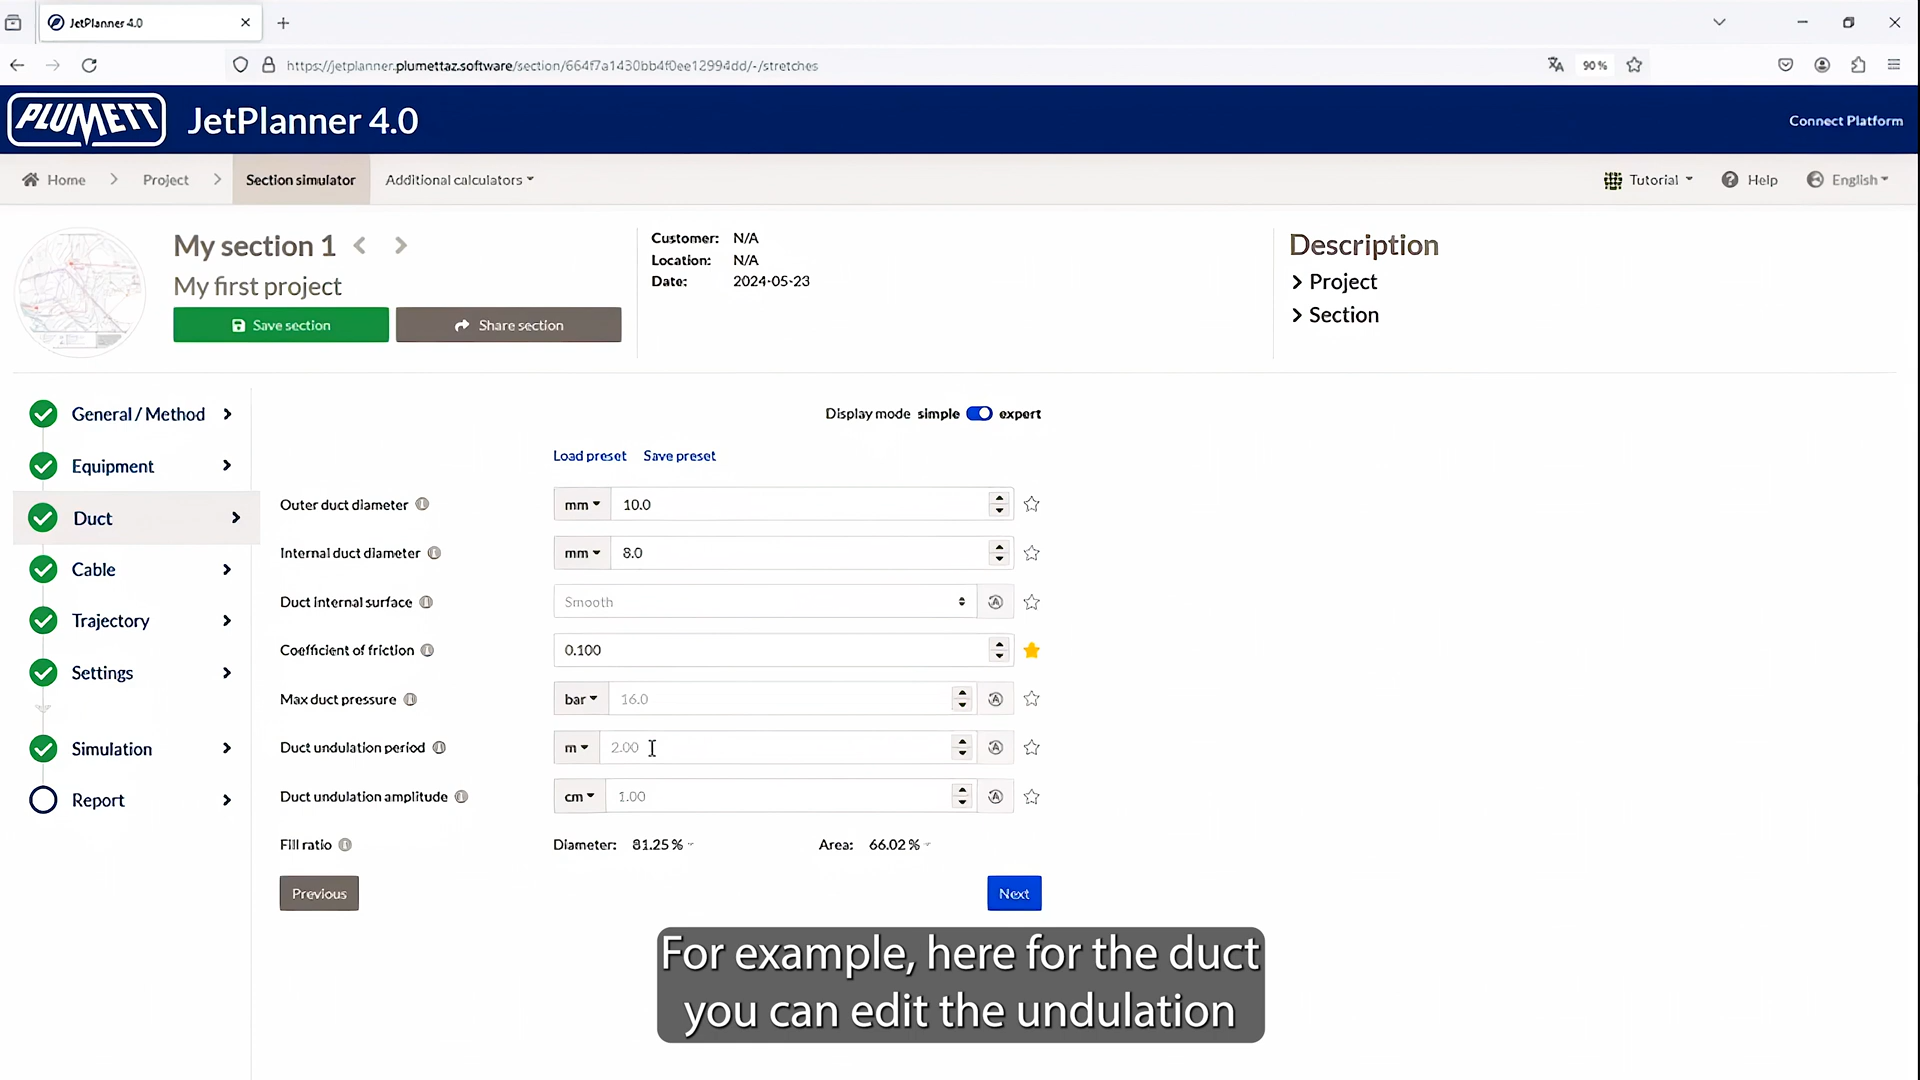 JetPlanner 4.0
https://jetplanner.plumettaz.software/section/664f7a1430bb4f0ee12994dd/-/stretches
90%
PLUMETT
JetPlanner 4.0
Connect Platform
Home
Project
Section simulator
Additional calculators
Tutorial
Help
English
My section 1
My first project
Save section
Share section
Customer: N/A
Location: N/A
Date: 2024-05-23
Description
Project
Section
General / Method
Equipment
Duct
Cable
Trajectory
Settings
Simulation
Report
Display mode simple expert
Load preset Save preset
Outer duct diameter mm 10.0
Internal duct diameter mm 8.0
Duct internal surface Smooth
Coefficient of friction 0.100
Max duct pressure bar 16.0
Duct undulation period m 2.00
Duct undulation amplitude cm 1.00
Fill ratio Diameter: 81.25 % Area: 66.02 %
Previous
Next
For example, here for the duct
you can edit the undulation